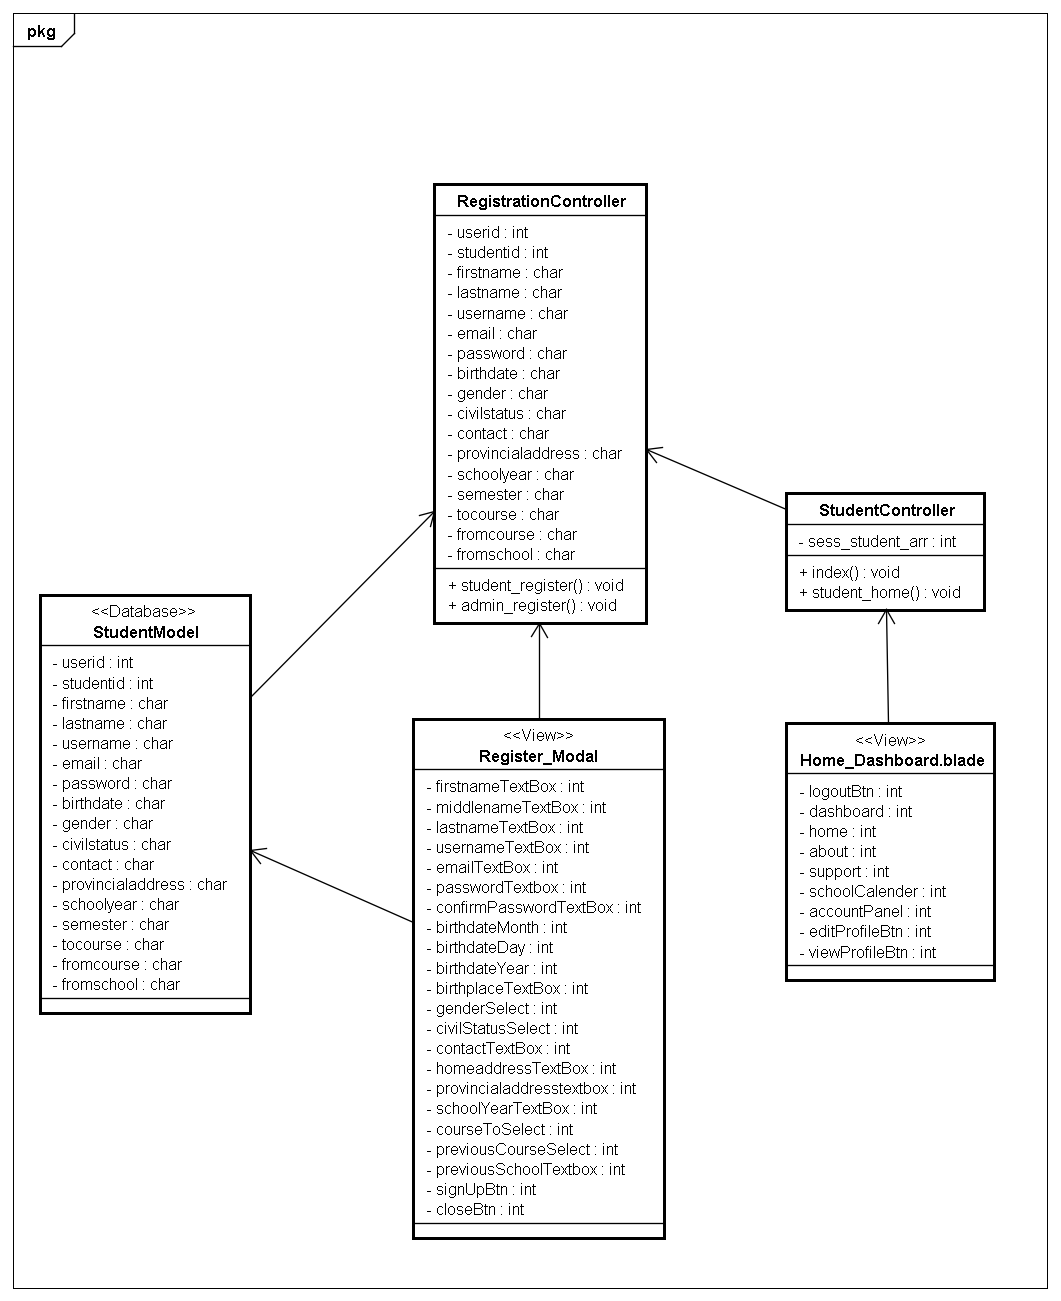 pkg
RegistrationController
- userid : int
- studentid : int
- firstname : char
- lastname : char
- username : char
- email : char
- password : char
- birthdate : char
- gender : char
- civilstatus : char
- contact : char
- provincialaddress : char
- schoolyear : char
- semester : char
- tocourse : char
- fromcourse : char
- fromschool : char
+ student_register() : void
+ admin_register() : void
StudentController
- sess_student_arr : int
+ index() : void
+ student_home() : void
<<Database>>
StudentModel
- userid : int
- studentid : int
- firstname : char
- lastname : char
- username : char
- email : char
- password : char
- birthdate : char
- gender : char
- civilstatus : char
- contact : char
- provincialaddress : char
- schoolyear : char
- semester : char
- tocourse : char
- fromcourse : char
- fromschool : char
<<View>>
Register_Modal
- firstnameTextBox : int
- middlenameTextBox : int
- lastnameTextBox : int
- usernameTextBox : int
- emailTextBox : int
- passwordTextbox : int
- confirmPasswordTextBox : int
- birthdateMonth : int
- birthdateDay : int
- birthdateYear : int
- birthplaceTextBox : int
- genderSelect : int
- civilStatusSelect : int
- contactTextBox : int
- homeaddressTextBox : int
- provincialaddresstextbox : int
- schoolYearTextBox : int
- courseToSelect : int
- previousCourseSelect : int
- previousSchoolTextbox : int
- signUpBtn : int
- closeBtn : int
<<View>>
Home_Dashboard.blade
- logoutBtn : int
- dashboard : int
- home : int
- about : int
- support : int
- schoolCalender : int
- accountPanel : int
- editProfileBtn : int
- viewProfileBtn : int